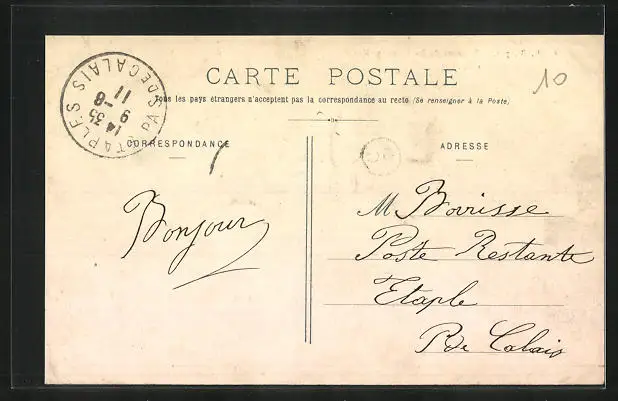 CARTE POSTALE
10
Tous les pays étrangers n'acceptent pas la correspondance au recto (Se renseigner à la Poste)
ETAPLES PAS DE CALAIS
14 35
9 -8
11
CORRESPONDANCE
ADRESSE
Bonjour
M Bourisse
Poste Restante
Etaple
P. de Calais